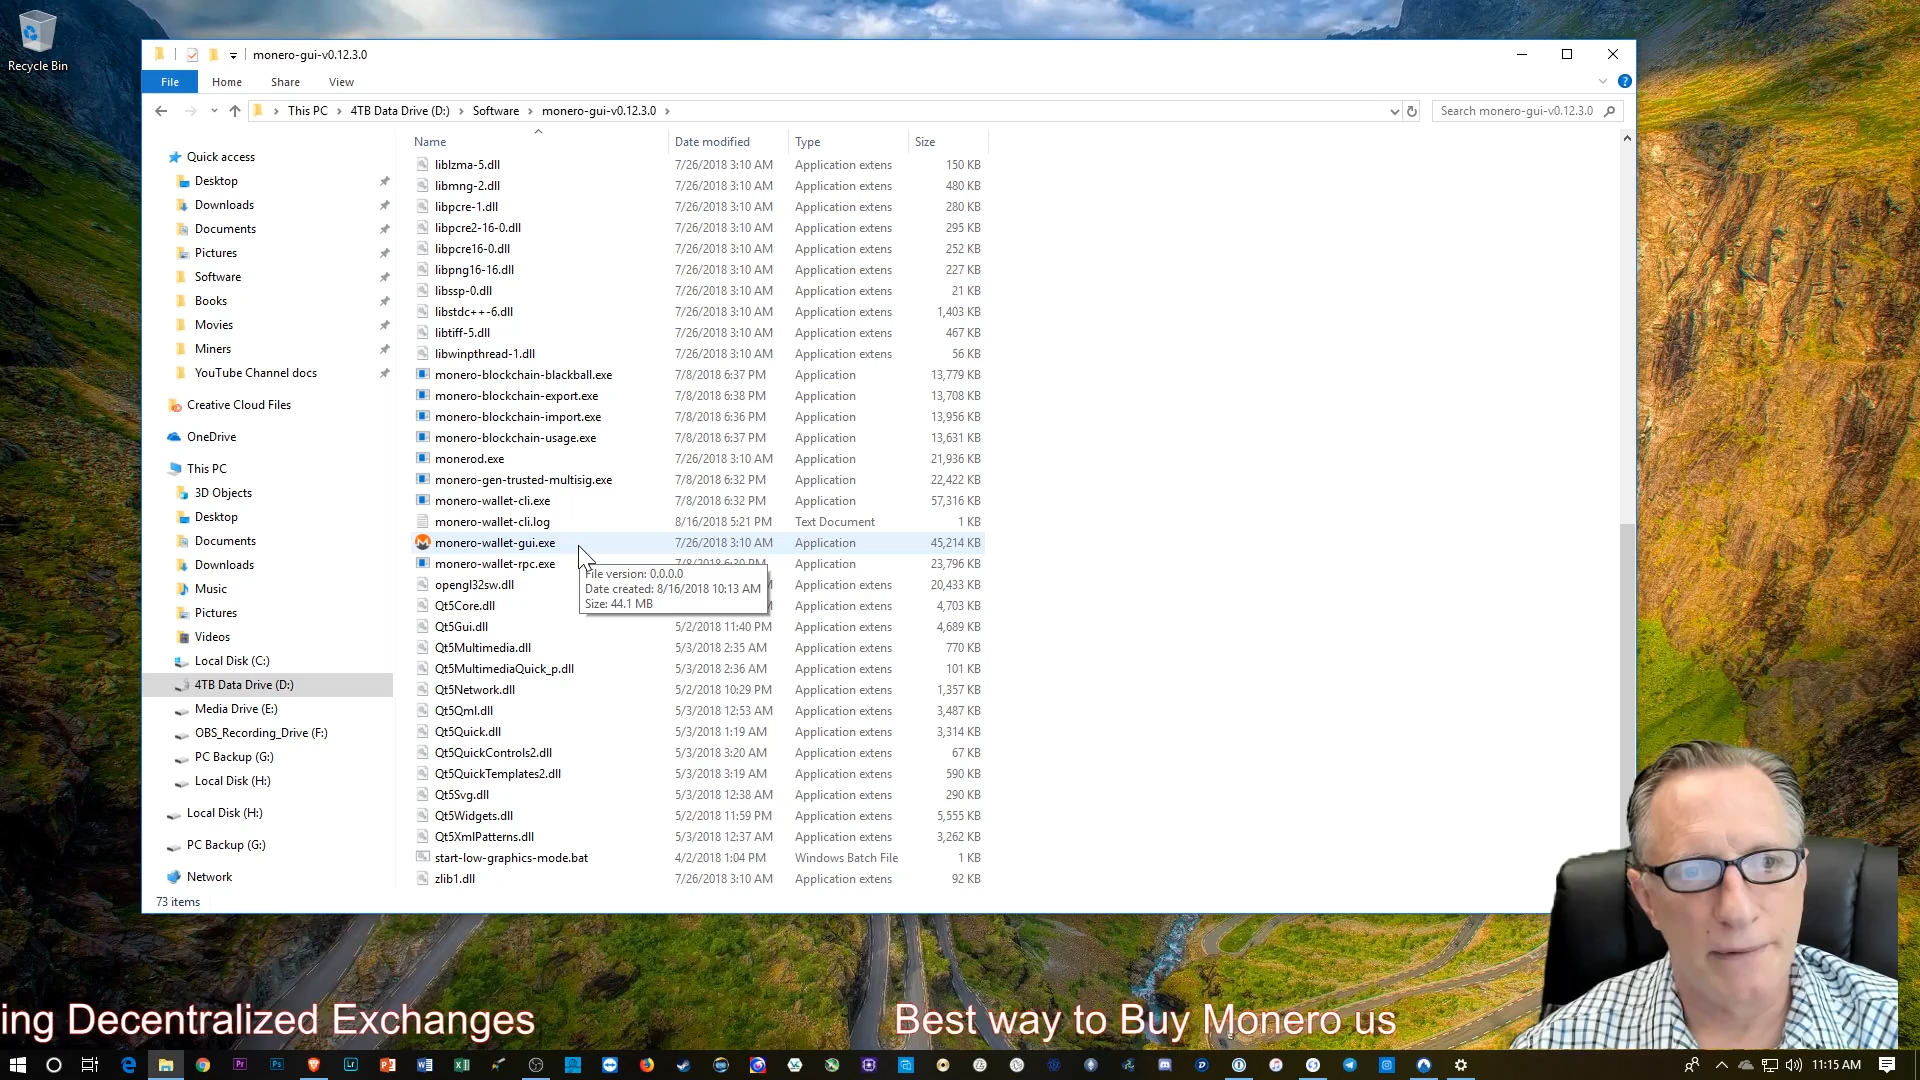 Recycle Bin
monero-gui-v0.12.3.0
File Home Share View
This PC 4TB Data Drive (D:) Software monero-gui-v0.12.3.0
Search monero-gui-v0.12.3.0
Quick access
Desktop
Downloads
Documents
Pictures
Software
Books
Movies
Miners
YouTube Channel docs
Creative Cloud Files
OneDrive
This PC
3D Objects
Desktop
Documents
Downloads
Music
Pictures
Videos
Local Disk (C:)
4TB Data Drive (D:)
Media Drive (E:)
OBS_Recording_Drive (F:)
PC Backup (G:)
Local Disk (H:)
Local Disk (H:)
PC Backup (G:)
Network
Name Date modified Type Size
liblzma-5.dll 7/26/2018 3:10 AM Application extens 150 KB
libmng-2.dll 7/26/2018 3:10 AM Application extens 480 KB
libpcre-1.dll 7/26/2018 3:10 AM Application extens 280 KB
libpcre2-16-0.dll 7/26/2018 3:10 AM Application extens 295 KB
libpcre16-0.dll 7/26/2018 3:10 AM Application extens 252 KB
libpng16-16.dll 7/26/2018 3:10 AM Application extens 227 KB
libssp-0.dll 7/26/2018 3:10 AM Application extens 21 KB
libstdc++-6.dll 7/26/2018 3:10 AM Application extens 1,403 KB
libtiff-5.dll 7/26/2018 3:10 AM Application extens 467 KB
libwinpthread-1.dll 7/26/2018 3:10 AM Application extens 56 KB
monero-blockchain-blackball.exe 7/8/2018 6:37 PM Application 13,779 KB
monero-blockchain-export.exe 7/8/2018 6:38 PM Application 13,708 KB
monero-blockchain-import.exe 7/8/2018 6:36 PM Application 13,956 KB
monero-blockchain-usage.exe 7/8/2018 6:37 PM Application 13,631 KB
monerod.exe 7/26/2018 3:10 AM Application 21,936 KB
monero-gen-trusted-multisig.exe 7/8/2018 6:32 PM Application 22,422 KB
monero-wallet-cli.exe 7/8/2018 6:32 PM Application 57,316 KB
monero-wallet-cli.log 8/16/2018 5:21 PM Text Document 1 KB
monero-wallet-gui.exe 7/26/2018 3:10 AM Application 45,214 KB
monero-wallet-rpc.exe 7/8/2018 6:30 PM Application 23,796 KB
opengl32sw.dll Application extens 20,433 KB
Qt5Core.dll Application extens 4,703 KB
File version: 0.0.0.0
Date created: 8/16/2018 10:13 AM
Size: 44.1 MB
Qt5Gui.dll 5/2/2018 11:40 PM Application extens 4,689 KB
Qt5Multimedia.dll 5/3/2018 2:35 AM Application extens 770 KB
Qt5MultimediaQuick_p.dll 5/3/2018 2:36 AM Application extens 101 KB
Qt5Network.dll 5/2/2018 10:29 PM Application extens 1,357 KB
Qt5Qml.dll 5/3/2018 12:53 AM Application extens 3,487 KB
Qt5Quick.dll 5/3/2018 1:19 AM Application extens 3,314 KB
Qt5QuickControls2.dll 5/3/2018 3:20 AM Application extens 67 KB
Qt5QuickTemplates2.dll 5/3/2018 3:19 AM Application extens 590 KB
Qt5Svg.dll 5/3/2018 12:38 AM Application extens 290 KB
Qt5Widgets.dll 5/2/2018 11:59 PM Application extens 5,555 KB
Qt5XmlPatterns.dll 5/3/2018 12:37 AM Application extens 3,262 KB
start-low-graphics-mode.bat 4/2/2018 1:04 PM Windows Batch File 1 KB
zlib1.dll 7/26/2018 3:10 AM Application extens 92 KB
73 items
ing Decentralized Exchanges Best way to Buy Monero us
11:15 AM